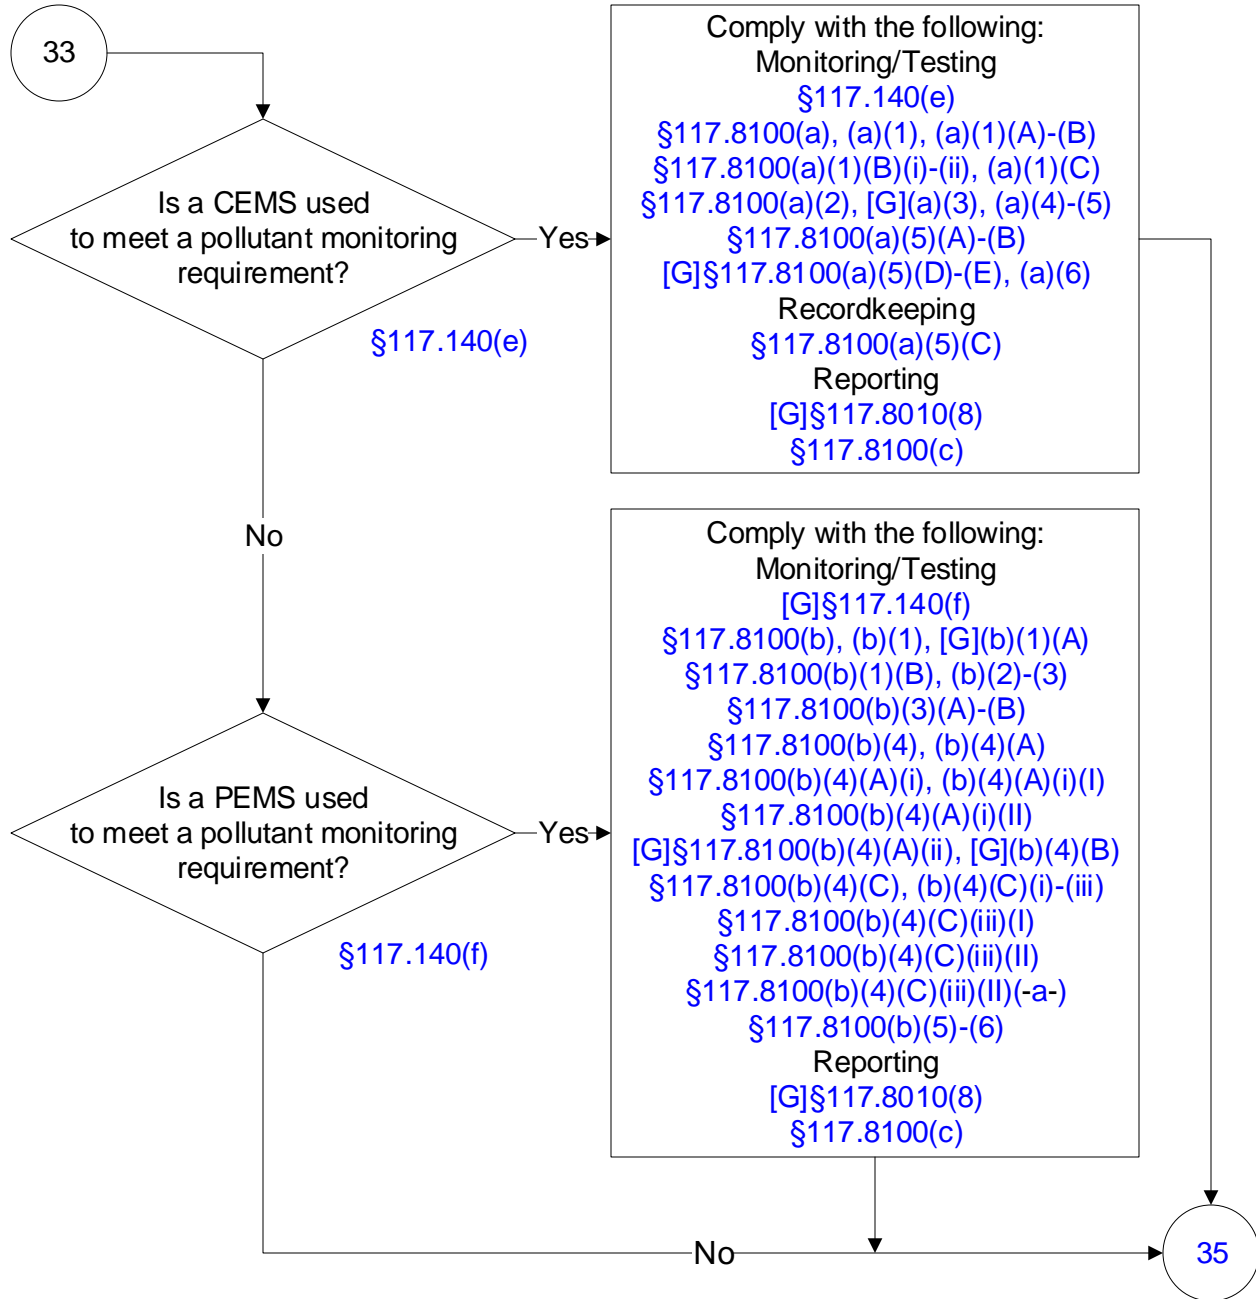 33
Is a CEMS used
to meet a pollutant monitoring
requirement?
§117.140(e)
Yes
Comply with the following:
Monitoring/Testing
§117.140(e)
§117.8100(a), (a)(1), (a)(1)(A)-(B)
§117.8100(a)(1)(B)(i)-(ii), (a)(1)(C)
§117.8100(a)(2), [G](a)(3), (a)(4)-(5)
§117.8100(a)(5)(A)-(B)
[G]§117.8100(a)(5)(D)-(E), (a)(6)
Recordkeeping
§117.8100(a)(5)(C)
Reporting
[G]§117.8010(8)
§117.8100(c)
No
Is a PEMS used
to meet a pollutant monitoring
requirement?
§117.140(f)
Yes
Comply with the following:
Monitoring/Testing
[G]§117.140(f)
§117.8100(b), (b)(1), [G](b)(1)(A)
§117.8100(b)(1)(B), (b)(2)-(3)
§117.8100(b)(3)(A)-(B)
§117.8100(b)(4), (b)(4)(A)
§117.8100(b)(4)(A)(i), (b)(4)(A)(i)(I)
§117.8100(b)(4)(A)(i)(II)
[G]§117.8100(b)(4)(A)(ii), [G](b)(4)(B)
§117.8100(b)(4)(C), (b)(4)(C)(i)-(iii)
§117.8100(b)(4)(C)(iii)(I)
§117.8100(b)(4)(C)(iii)(II)
§117.8100(b)(4)(C)(iii)(II)(-a-)
§117.8100(b)(5)-(6)
Reporting
[G]§117.8010(8)
§117.8100(c)
No
35